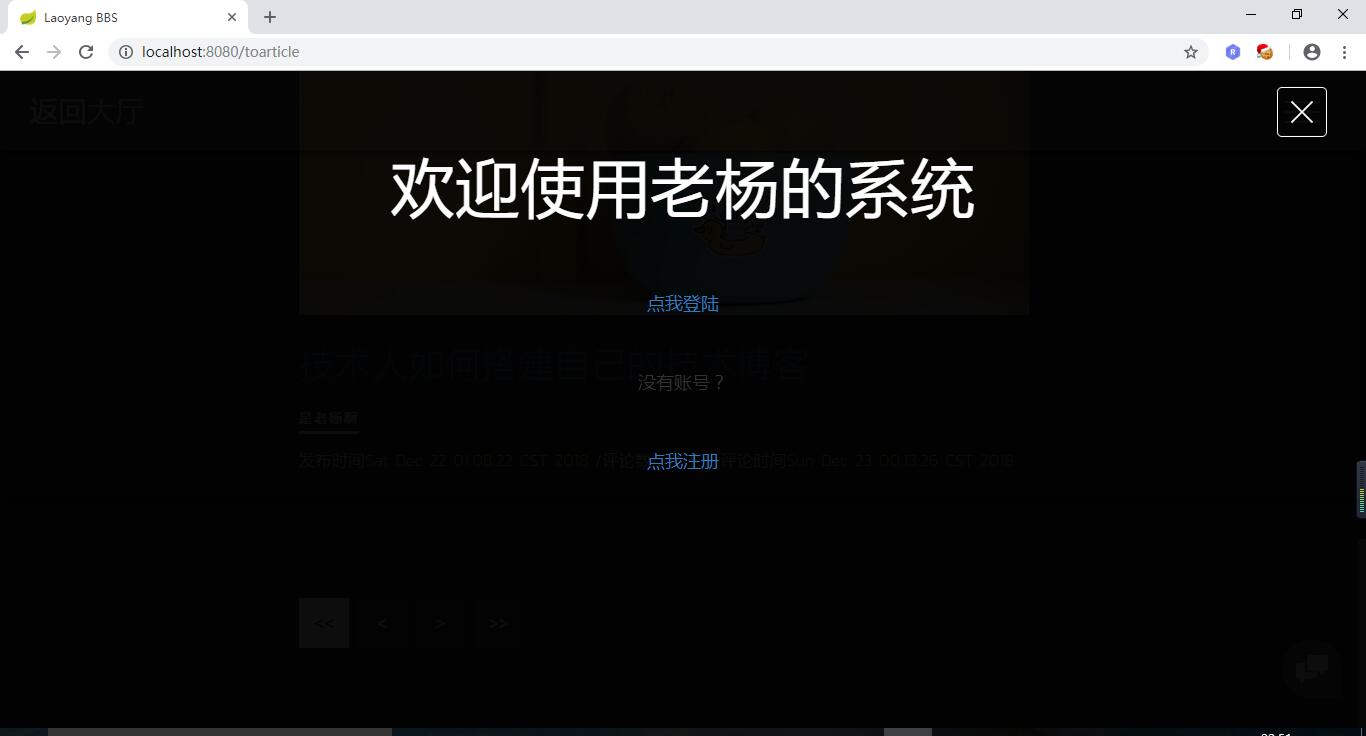 Laoyang BBS
localhost:8080/toarticle
返回大厅
欢迎使用老杨的系统
点我登陆
技术人如何搭建自己的技术博客
没有账号？
是老杨啊
发布时间Sat Dec 22 01:08:22 CST 2018 /评论
评论时间Sun Dec 23 00:13:26 CST 2018
点我注册
<< < > >>